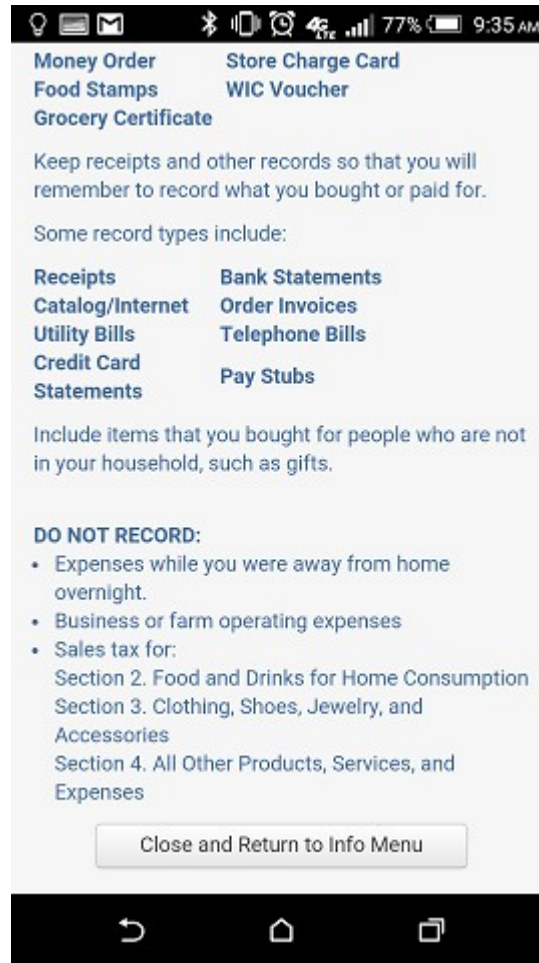 4G LTE 77% 9:35 AM
Money Order Store Charge Card
Food Stamps WIC Voucher
Grocery Certificate
Keep receipts and other records so that you will
remember to record what you bought or paid for.
Some record types include:
Receipts Bank Statements
Catalog/Internet Order Invoices
Utility Bills Telephone Bills
Credit Card
Statements Pay Stubs
Include items that you bought for people who are not
in your household, such as gifts.
DO NOT RECORD:
• Expenses while you were away from home
overnight.
• Business or farm operating expenses
• Sales tax for:
Section 2. Food and Drinks for Home Consumption
Section 3. Clothing, Shoes, Jewelry, and
Accessories
Section 4. All Other Products, Services, and
Expenses
Close and Return to Info Menu